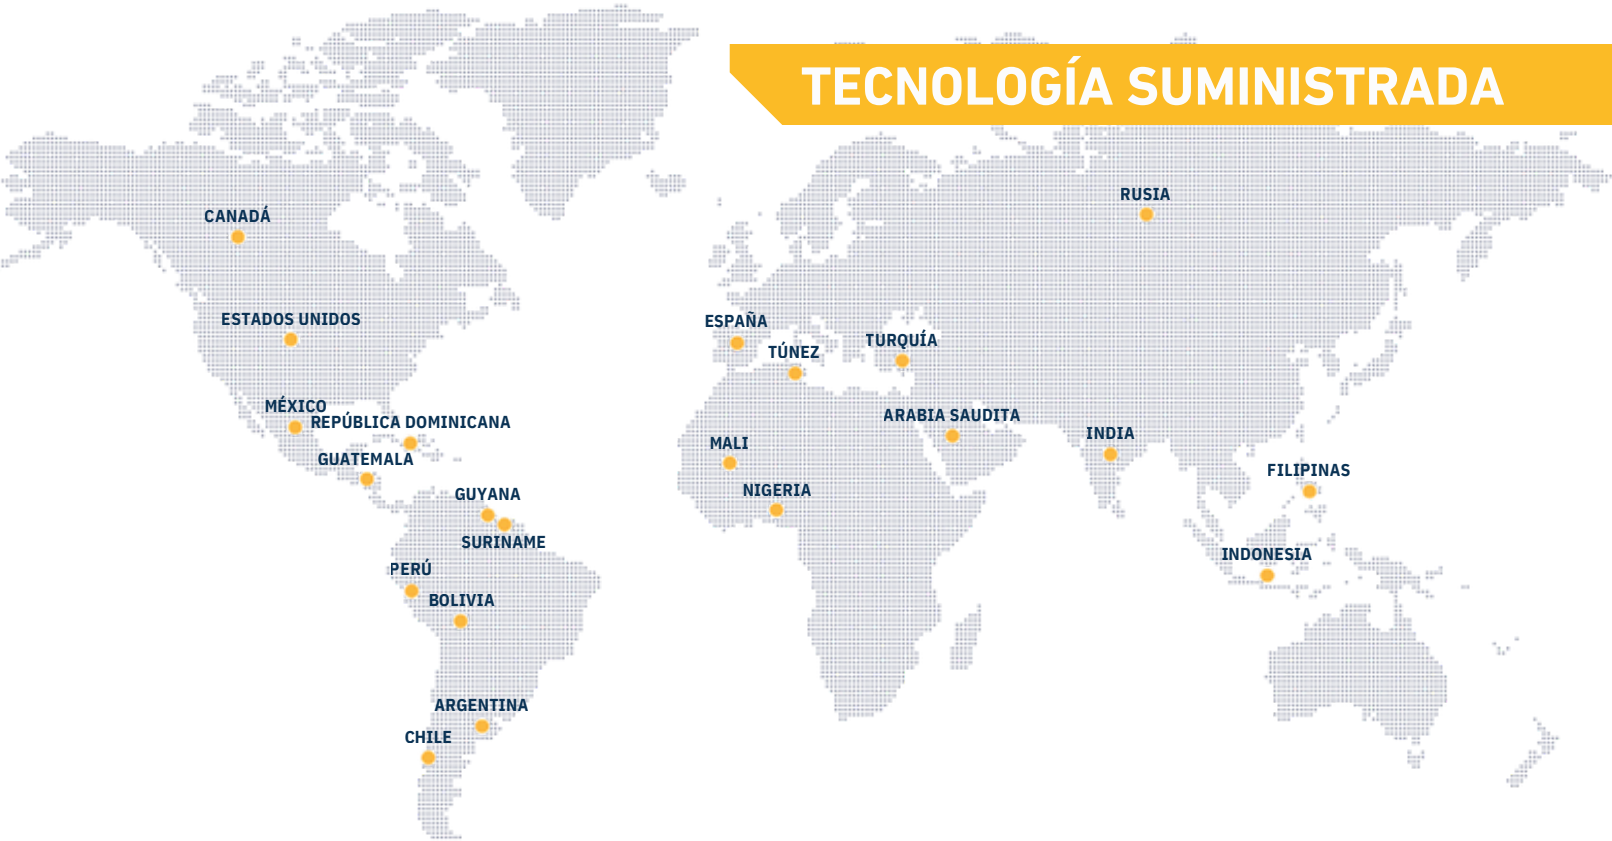 TECNOLOGÍA SUMINISTRADA
RUSIA
CANADÁ
ESTADOS UNIDOS
ESPAÑA
TURQUÍA
TÚNEZ
MÉXICO
REPÚBLICA DOMINICANA
ARABIA SAUDITA
INDIA
MALI
GUATEMALA
FILIPINAS
NIGERIA
GUYANA
SURINAME
INDONESIA
PERÚ
BOLIVIA
ARGENTINA
CHILE